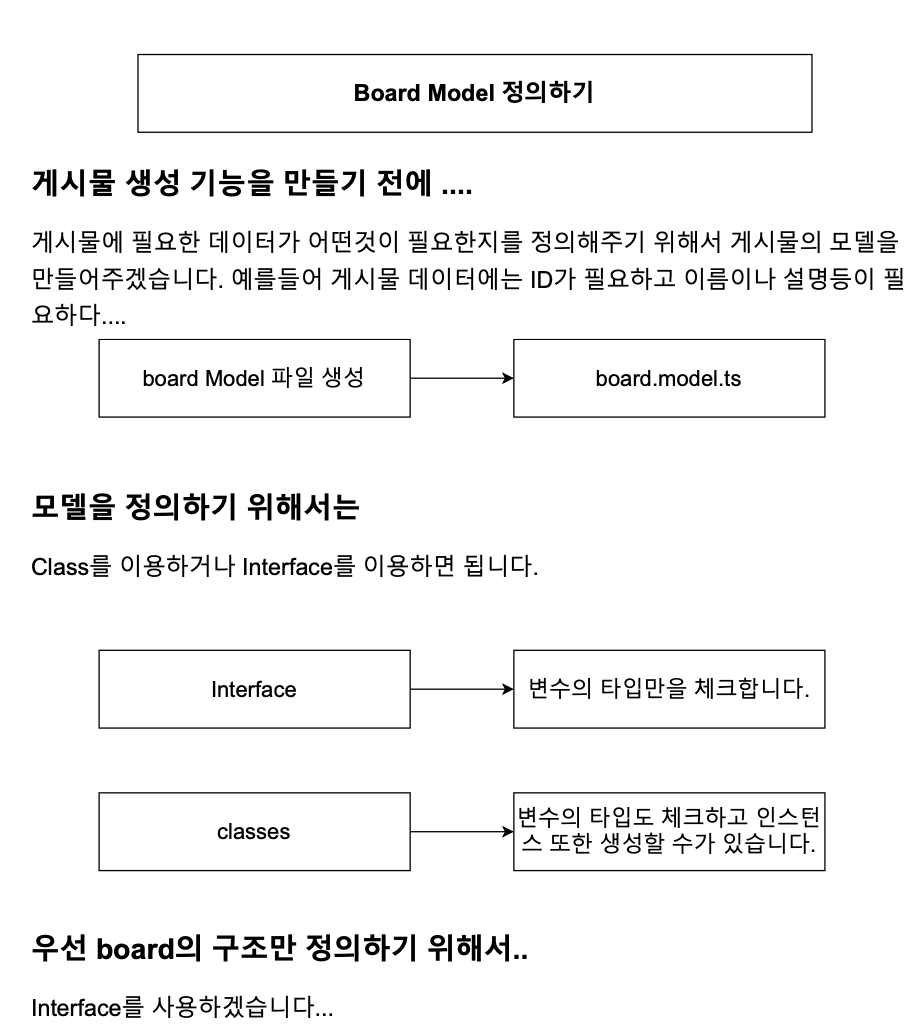 Board Model 정의하기
게시물 생성 기능을 만들기 전에 ....
게시물에 필요한 데이터가 어떤것이 필요한지를 정의해주기 위해서 게시물의 모델을
만들어주겠습니다. 예를들어 게시물 데이터에는 ID가 필요하고 이름이나 설명등이 필
요하다....
board Model 파일 생성
board.model.ts
모델을 정의하기 위해서는
Class를 이용하거나 Interface를 이용하면 됩니다.
Interface
변수의 타입만을 체크합니다.
classes
변수의 타입도 체크하고 인스턴
스 또한 생성할 수가 있습니다.
우선 board의 구조만 정의하기 위해서..
Interface를 사용하겠습니다...